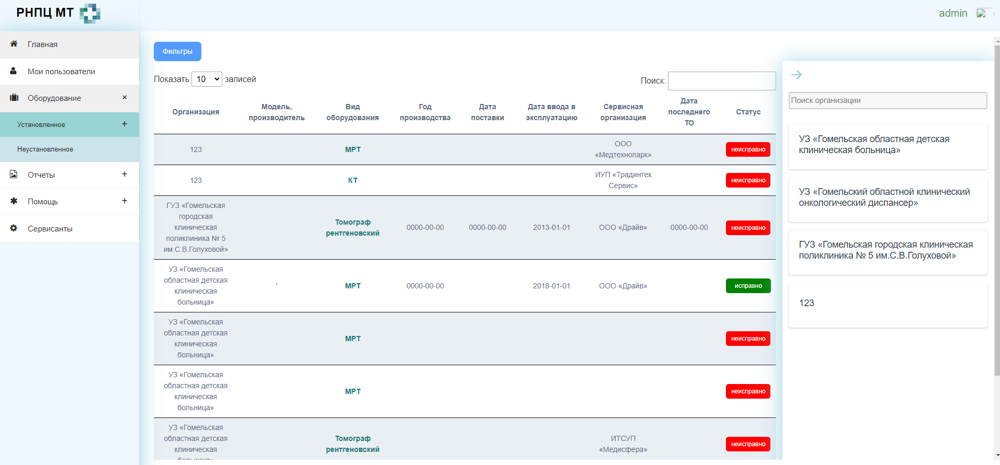 РНПЦ МТ
admin
Главная
Мои пользователи
Оборудование ×
Установленное +
Неустановленное
Отчеты +
Помощь +
Сервисанты
Фильтры
Показать 10 записей
Поиск:
Организация
Модель,
производитель
Вид
оборудования
Год
производства
Дата
поставки
Дата ввода в
эксплуатацию
Сервисная
организация
Дата
последнего
ТО
Статус
123
МРТ
ООО
«Медтехнопарк»
неисправно
123
КТ
ИУП «Традинтек
Сервис»
неисправно
ГУЗ «Гомельская
городская
клиническая
поликлиника № 5
им.С.В.Голуховой»
Томограф
рентгеновский
0000-00-00
0000-00-00
2013-01-01
ООО «Драйв»
0000-00-00
неисправно
УЗ «Гомельская
областная детская
клиническая
больница»
'
МРТ
0000-00-00
2018-01-01
ООО «Драйв»
исправно
УЗ «Гомельская
областная детская
клиническая
больница»
МРТ
неисправно
УЗ «Гомельская
областная детская
клиническая
больница»
МРТ
неисправно
УЗ «Гомельская
областная детская
клиническая
больница»
Томограф
рентгеновский
ИТСУП
«Медисфера»
неисправно
Поиск организации
УЗ «Гомельская областная детская
клиническая больница»
УЗ «Гомельский областной клинический
онкологический диспансер»
ГУЗ «Гомельская городская клиническая
поликлиника № 5 им.С.В.Голуховой»
123